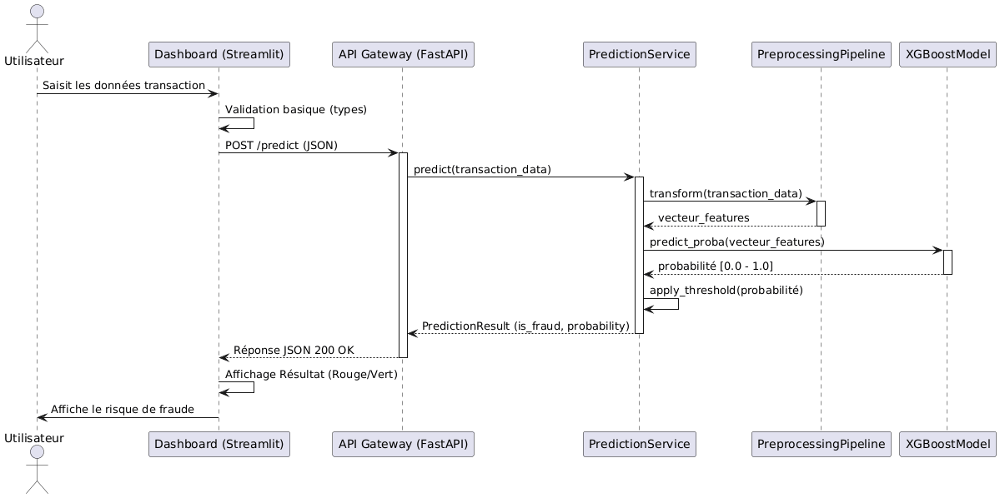 Utilisateur
Dashboard (Streamlit)
API Gateway (FastAPI)
PredictionService
PreprocessingPipeline
XGBoostModel
Saisit les données transaction
Validation basique (types)
POST /predict (JSON)
predict(transaction_data)
transform(transaction_data)
vecteur_features
predict_proba(vecteur_features)
probabilité [0.0 - 1.0]
apply_threshold(probabilité)
PredictionResult (is_fraud, probability)
Réponse JSON 200 OK
Affichage Résultat (Rouge/Vert)
Affiche le risque de fraude
Utilisateur
Dashboard (Streamlit)
API Gateway (FastAPI)
PredictionService
PreprocessingPipeline
XGBoostModel